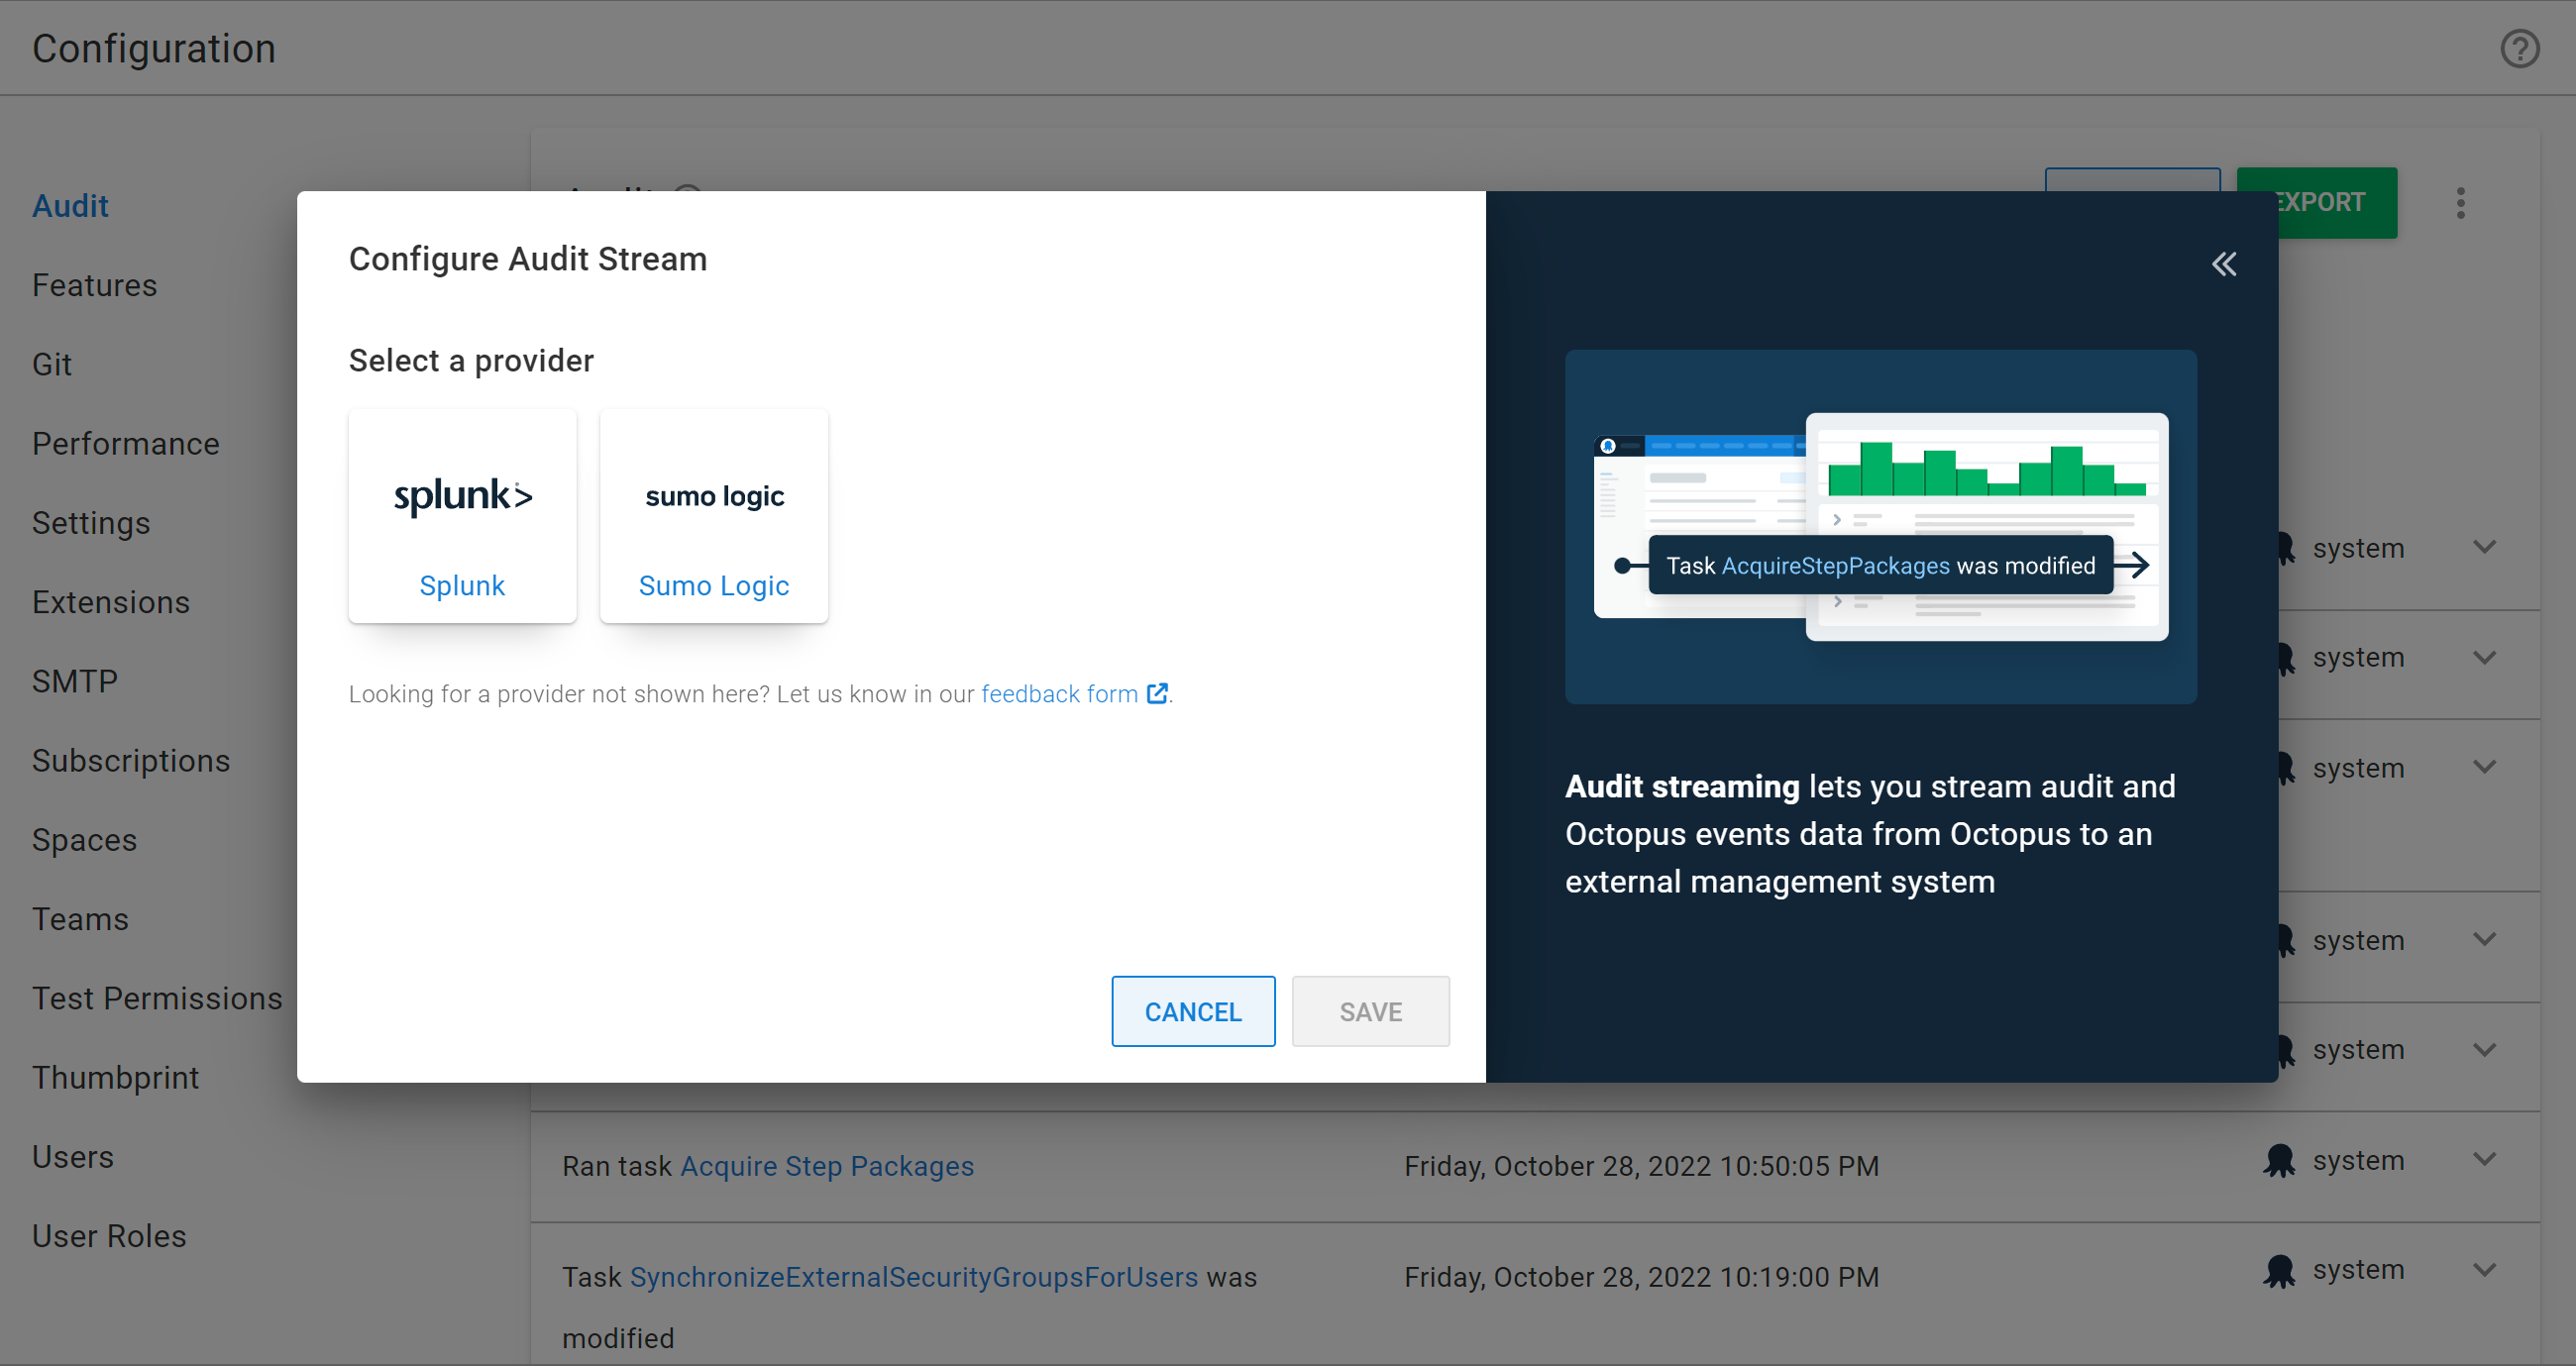 Configuration
Audit
Features
Git
Performance
Settings
Extensions
SMTP
Subscriptions
Spaces
Teams
Test Permissions
Thumbprint
Users
User Roles
EXPORT
Configure Audit Stream
Select a provider
splunk>
sumo logic
Splunk
Sumo Logic
Looking for a provider not shown here? Let us know in our feedback form.
CANCEL
SAVE
Task AcquireStepPackages was modified
Audit streaming lets you stream audit and
Octopus events data from Octopus to an
external management system
system
system
system
system
system
Ran task Acquire Step Packages
Friday, October 28, 2022 10:50:05 PM
system
Task SynchronizeExternalSecurityGroupsForUsers was
modified
Friday, October 28, 2022 10:19:00 PM
system